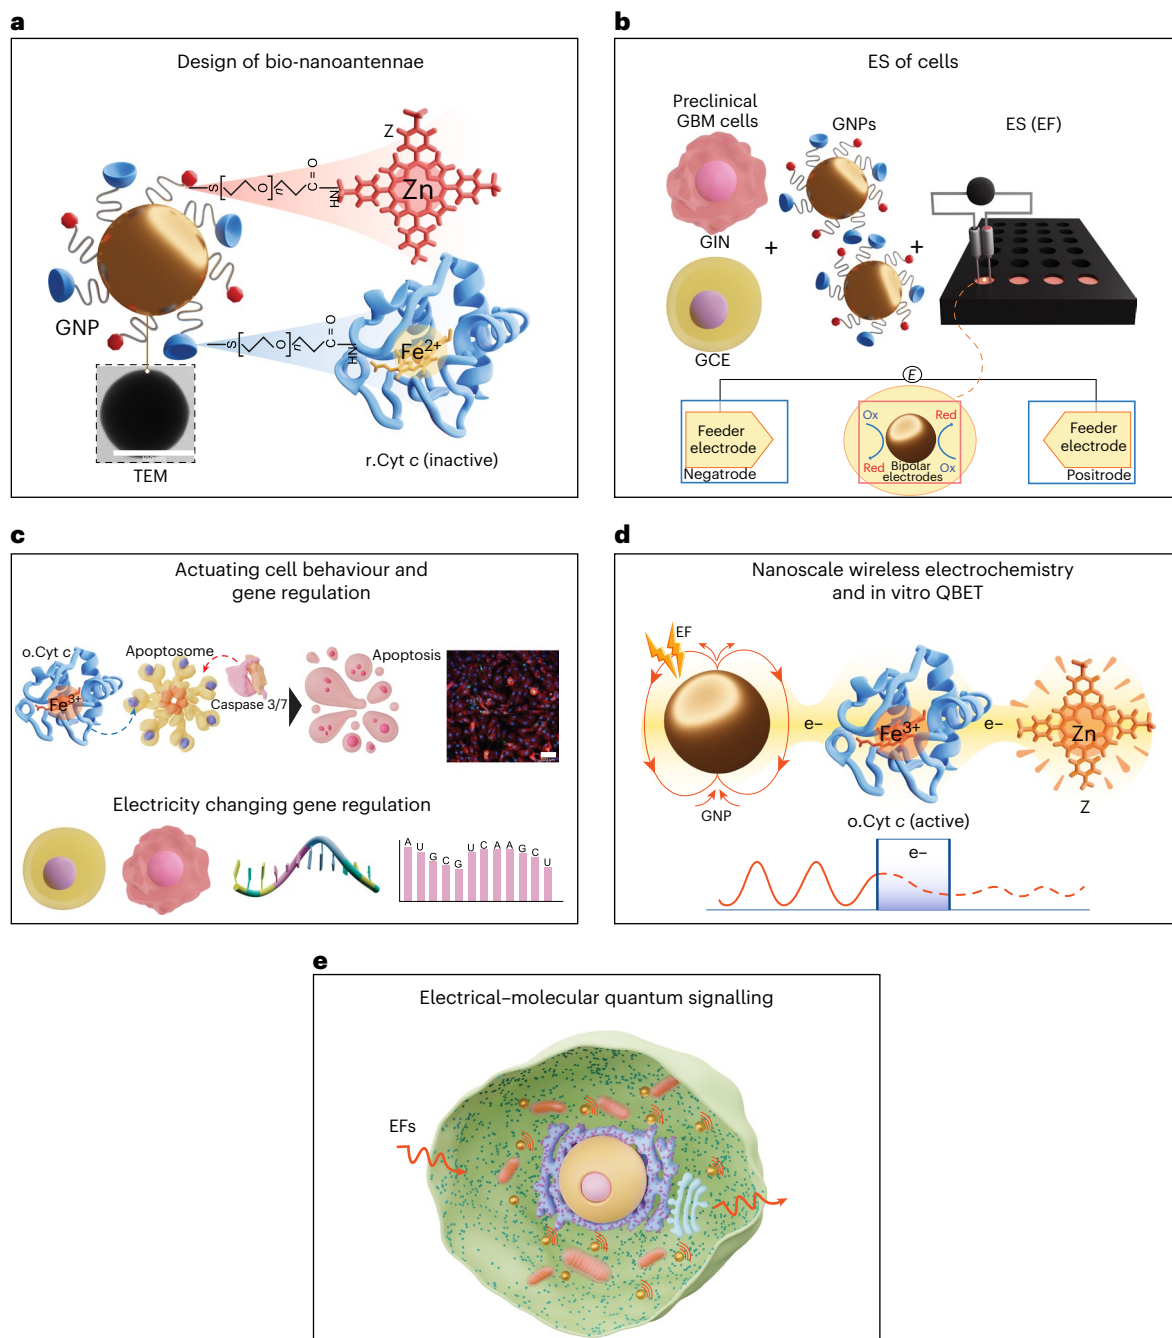 a
Design of bio-nanoantennae
Z
Zn
S
O
n
C
O
HN
GNP
S
O
n
C
O
HN
Fe2+
TEM
r.Cyt c (inactive)
b
ES of cells
Preclinical
GBM cells
GNPs
ES (EF)
GIN
+
+
GCE
E
Feeder
electrode
Negatrode
Ox
Red
Red
Ox
Bipolar
electrodes
Feeder
electrode
Positrode
c
Actuating cell behaviour and
gene regulation
o.Cyt c
Apoptosome
Apoptosis
Fe3+
Caspase 3/7
Electricity changing gene regulation
A U G C G U C A A G C U
d
Nanoscale wireless electrochemistry
and in vitro QBET
EF
e–
Fe3+
e–
Zn
GNP
Z
o.Cyt c (active)
e–
e
Electrical–molecular quantum signalling
EFs